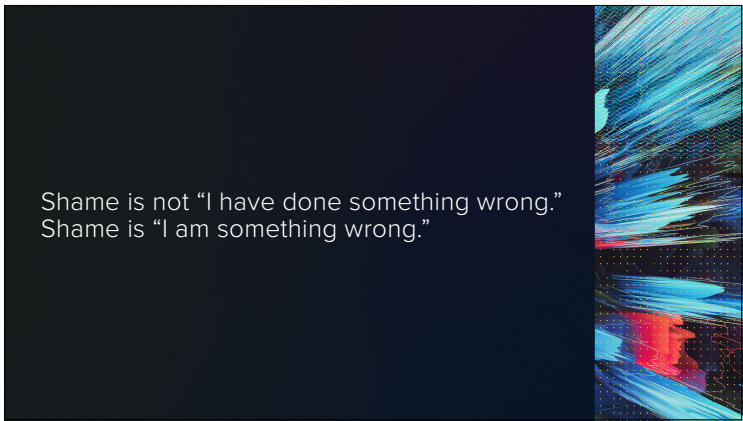 Shame is not “I have done something wrong.”
Shame is “I am something wrong.”